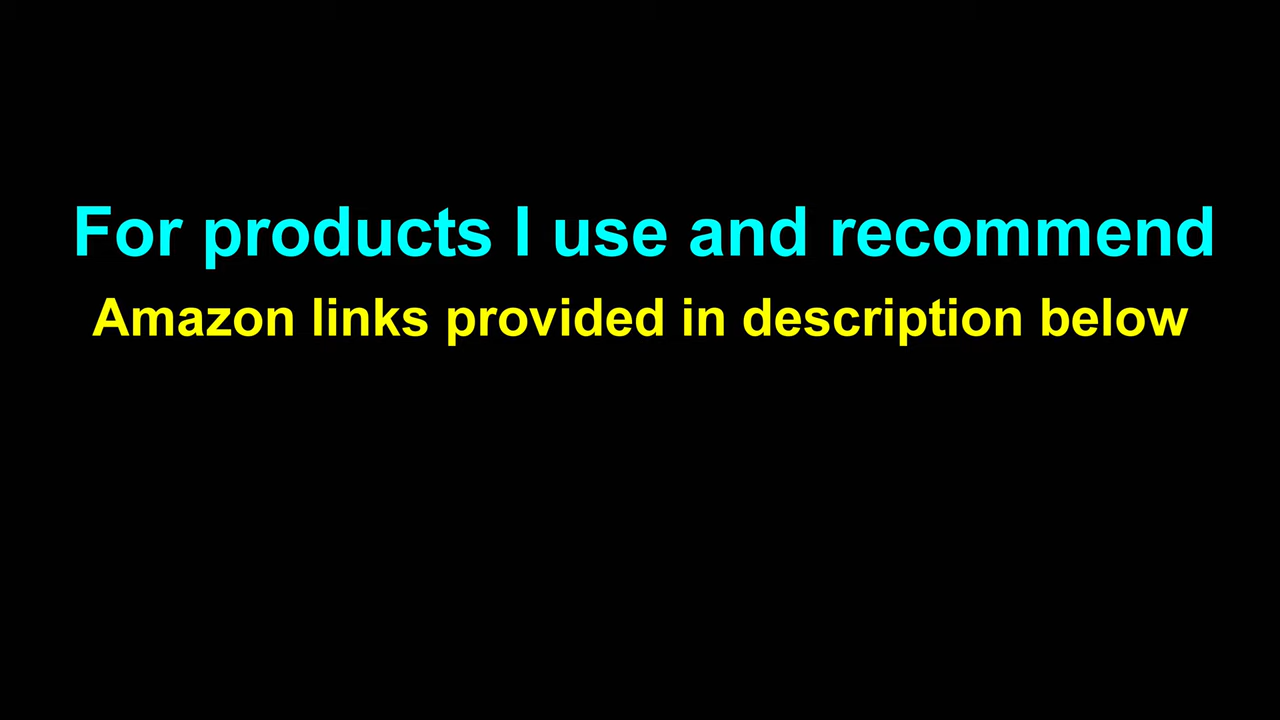 For products I use and recommend
Amazon links provided in description below